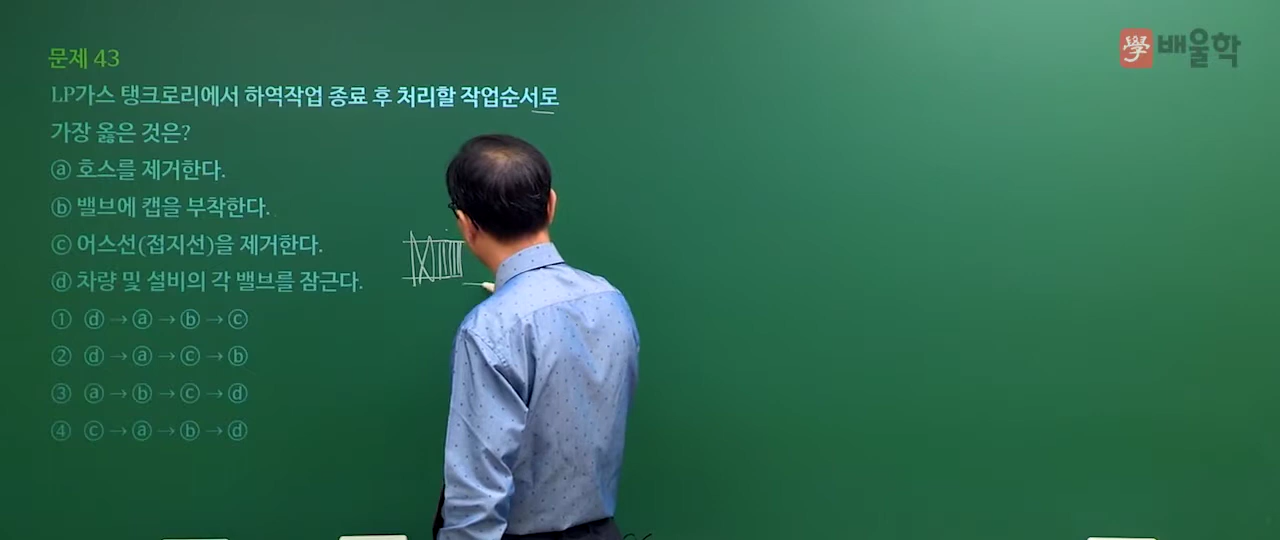 문제 43
學 배울학
LP가스 탱크로리에서 하역작업 종료 후 처리할 작업순서로
가장 옳은 것은?
ⓐ 호스를 제거한다.
ⓑ 밸브에 캡을 부착한다.
ⓒ 어스선(접지선)을 제거한다.
ⓓ 차량 및 설비의 각 밸브를 잠근다.
① ⓓ → ⓐ → ⓑ → ⓒ
② ⓓ → ⓐ → ⓒ → ⓑ
③ ⓐ → ⓑ → ⓒ → ⓓ
④ ⓒ → ⓐ → ⓑ → ⓓ